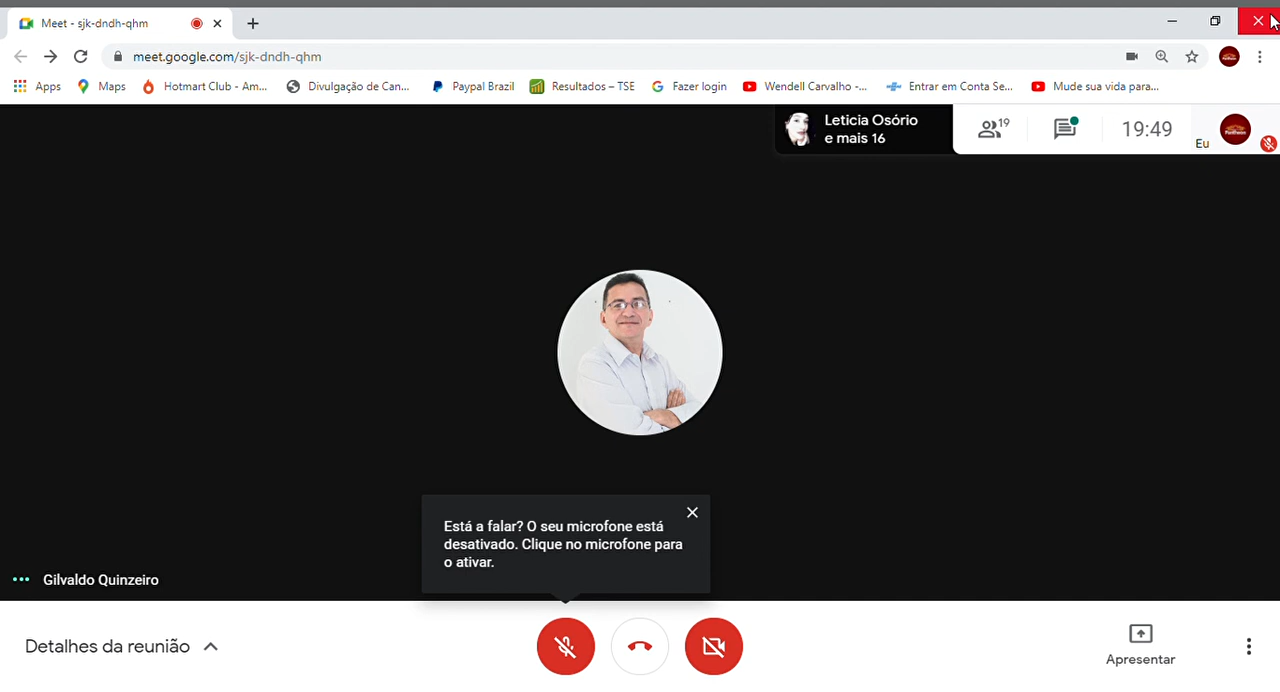 Meet - sjk-dndh-qhm
meet.google.com/sjk-dndh-qhm
Apps Maps Hotmart Club - Am... Divulgação de Can... Paypal Brazil Resultados – TSE Fazer login Wendell Carvalho -... Entrar em Conta Se... Mude sua vida para...
Leticia Osório
e mais 16
19
19:49
Eu
Está a falar? O seu microfone está
desativado. Clique no microfone para
o ativar.
Gilvaldo Quinzeiro
Detalhes da reunião
Apresentar